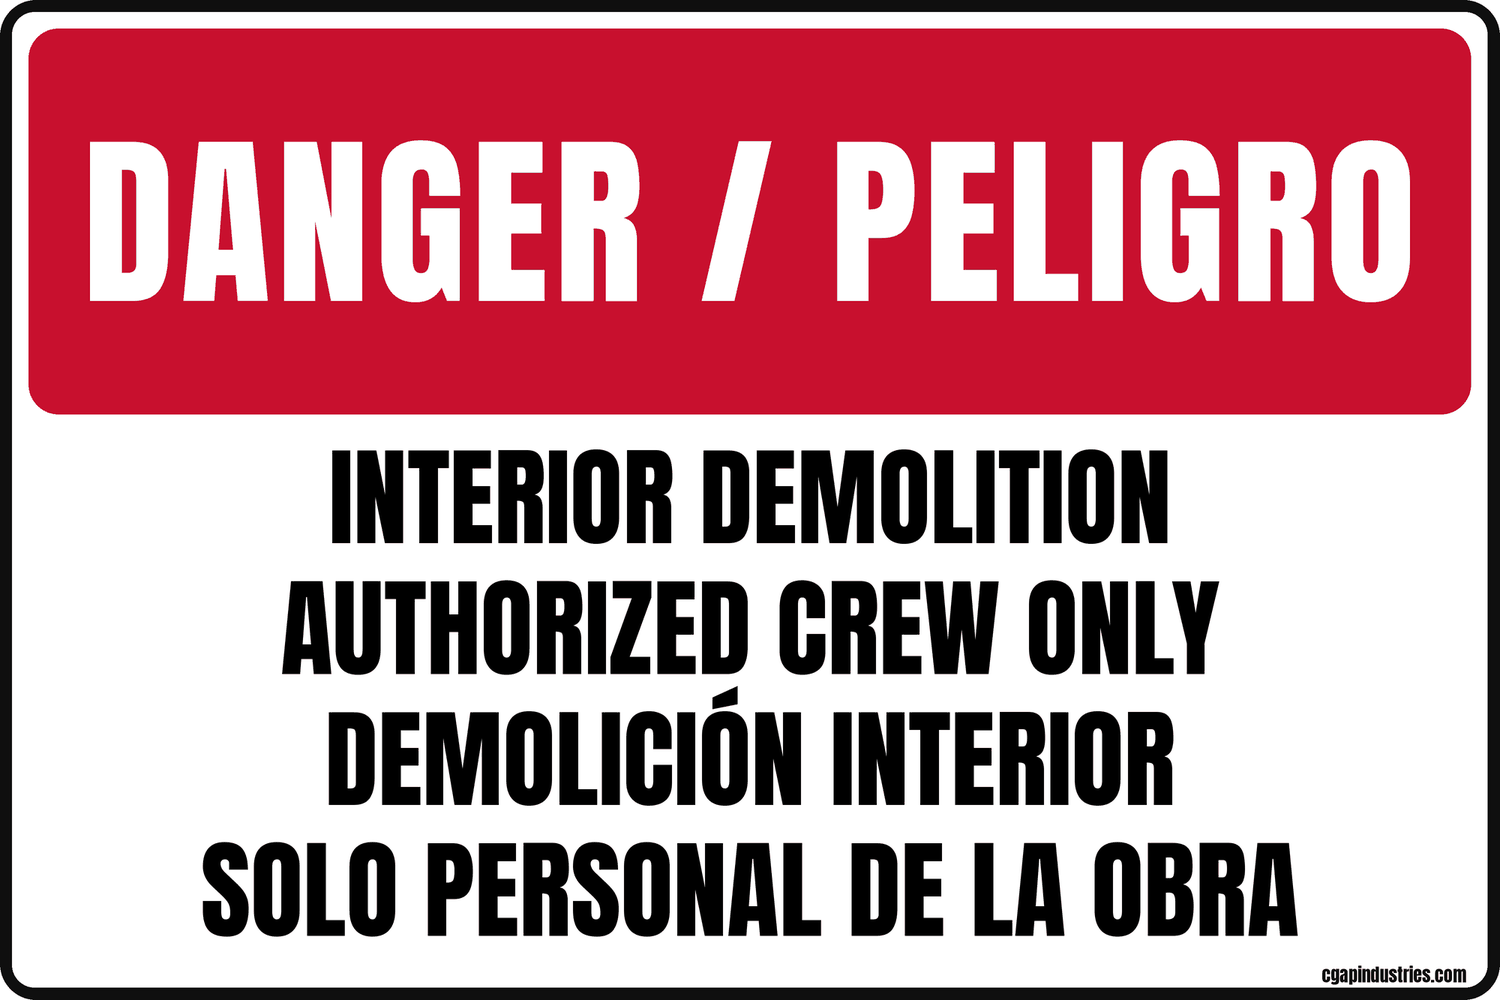 DANGER / PELIGRO
INTERIOR DEMOLITION
AUTHORIZED CREW ONLY
DEMOLICIÓN INTERIOR
SOLO PERSONAL DE LA OBRA
cgapindustries.com